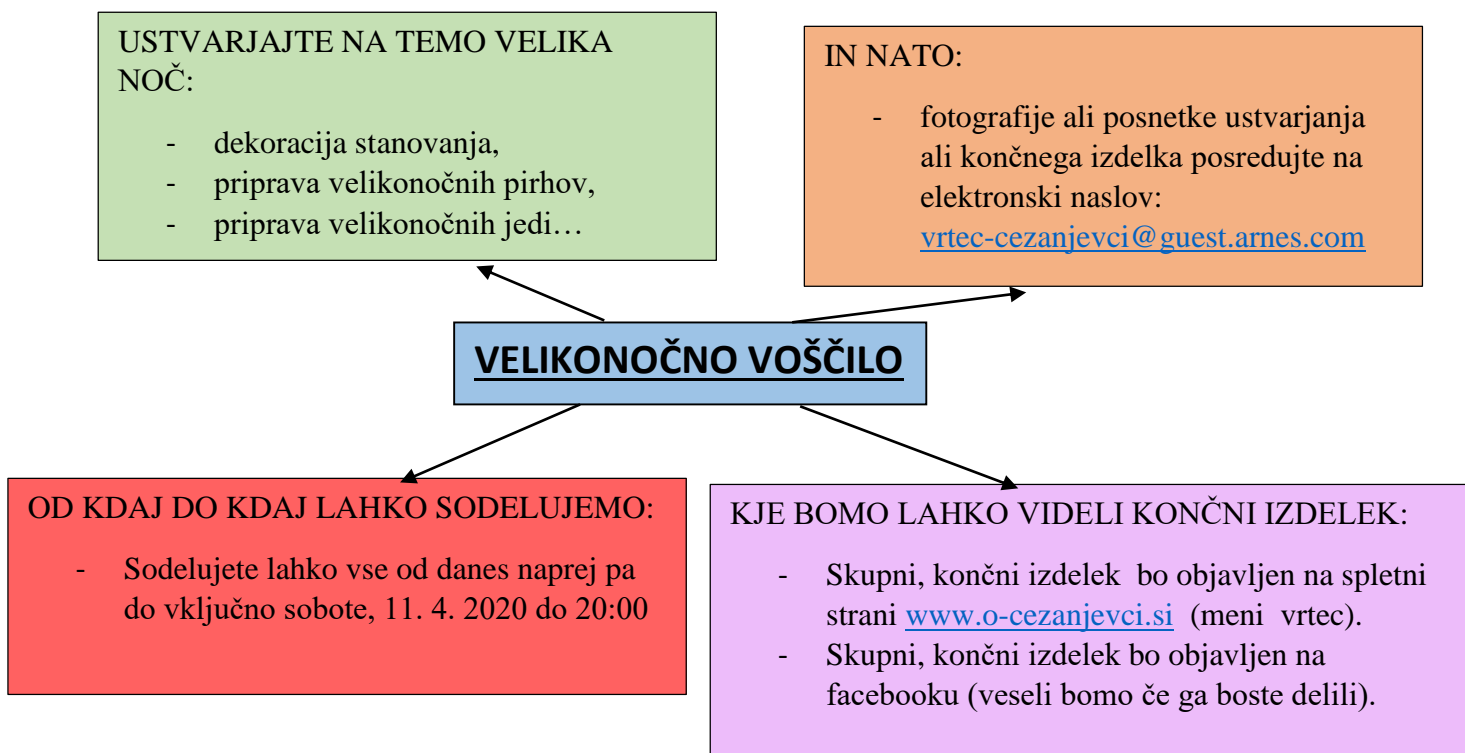 USTVARJAJTE NA TEMO VELIKA
NOČ:
- dekoracija stanovanja,
- priprava velikonočnih pirhov,
- priprava velikonočnih jedi…
IN NATO:
- fotografije ali posnetke ustvarjanja
ali končnega izdelka posredujte na
elektronski naslov:
vrtec-cezanjevci@guest.arnes.com
VELIKONOČNO VOŠČILO
OD KDAJ DO KDAJ LAHKO SODELUJEMO:
- Sodelujete lahko vse od danes naprej pa
do vključno sobote, 11. 4. 2020 do 20:00
KJE BOMO LAHKO VIDELI KONČNI IZDELEK:
- Skupni, končni izdelek bo objavljen na spletni
strani www.o-cezanjevci.si (meni vrtec).
- Skupni, končni izdelek bo objavljen na
facebooku (veseli bomo če ga boste delili).